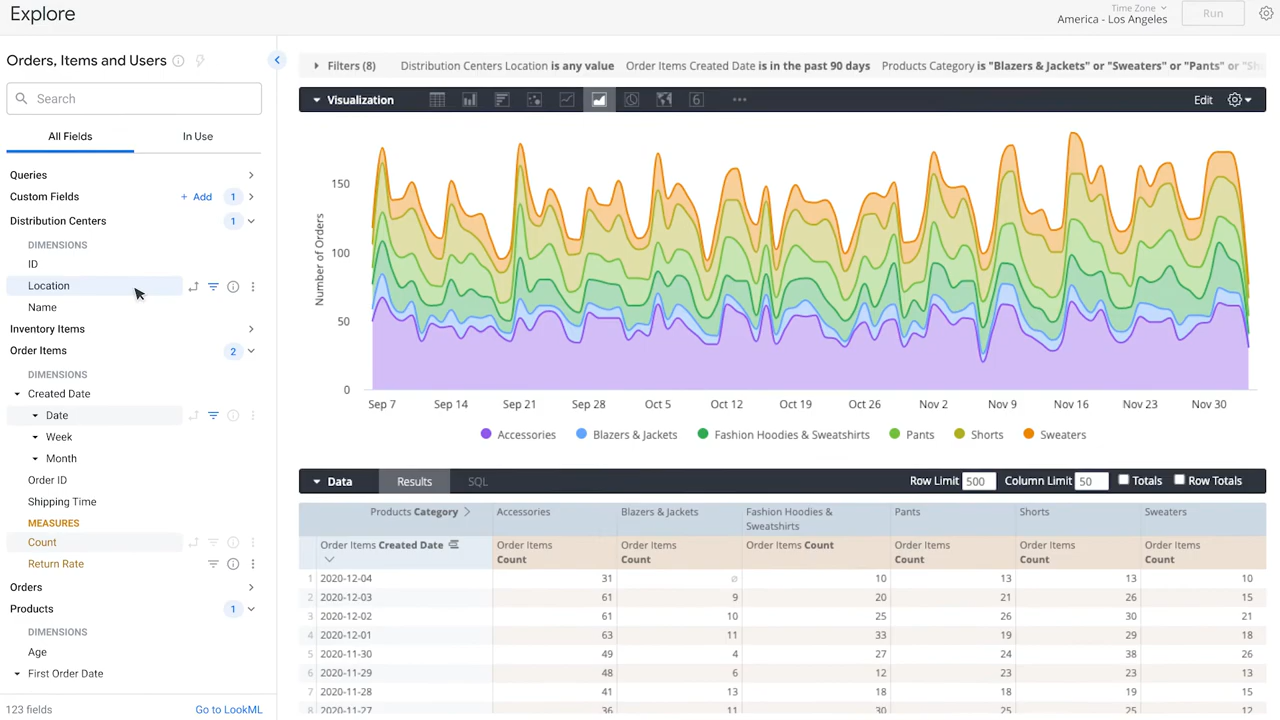 Explore
Time Zone
America - Los Angeles
Run
Orders, Items and Users
Search
All Fields
In Use
Queries
Custom Fields
+ Add
1
Distribution Centers
1
DIMENSIONS
ID
Location
Name
Inventory Items
Order Items
2
DIMENSIONS
Created Date
Date
Week
Month
Order ID
Shipping Time
MEASURES
Count
Return Rate
Orders
Products
1
DIMENSIONS
Age
First Order Date
123 fields
Go to LookML
Filters (8)
Distribution Centers Location is any value Order Items Created Date is in the past 90 days Products Category is "Blazers & Jackets" or "Sweaters" or "Pants" or
Visualization
6
Edit
Number of Orders
150
100
50
0
Sep 7 Sep 14 Sep 21 Sep 28 Oct 5 Oct 12 Oct 19 Oct 26 Nov 2 Nov 9 Nov 16 Nov 23 Nov 30
Accessories Blazers & Jackets Fashion Hoodies & Sweatshirts Pants Shorts Sweaters
Data
Results
SQL
Row Limit 500 Column Limit 50 Totals Row Totals
Products Category Accessories Blazers & Jackets Fashion Hoodies & Sweatshirts Pants Shorts Sweaters
Order Items Created Date Order Items Count Order Items Count Order Items Count Order Items Count Order Items Count Order Items Count
1 2020-12-04 31 ø 10 13 13 10
2 2020-12-03 61 9 20 21 26 15
3 2020-12-02 61 10 25 26 30 21
4 2020-12-01 63 11 33 19 29 18
5 2020-11-30 49 4 27 24 38 26
6 2020-11-29 48 6 12 23 23 13
7 2020-11-28 41 13 18 18 19 15
8 2020-11-27 36 11 30 25 25 12